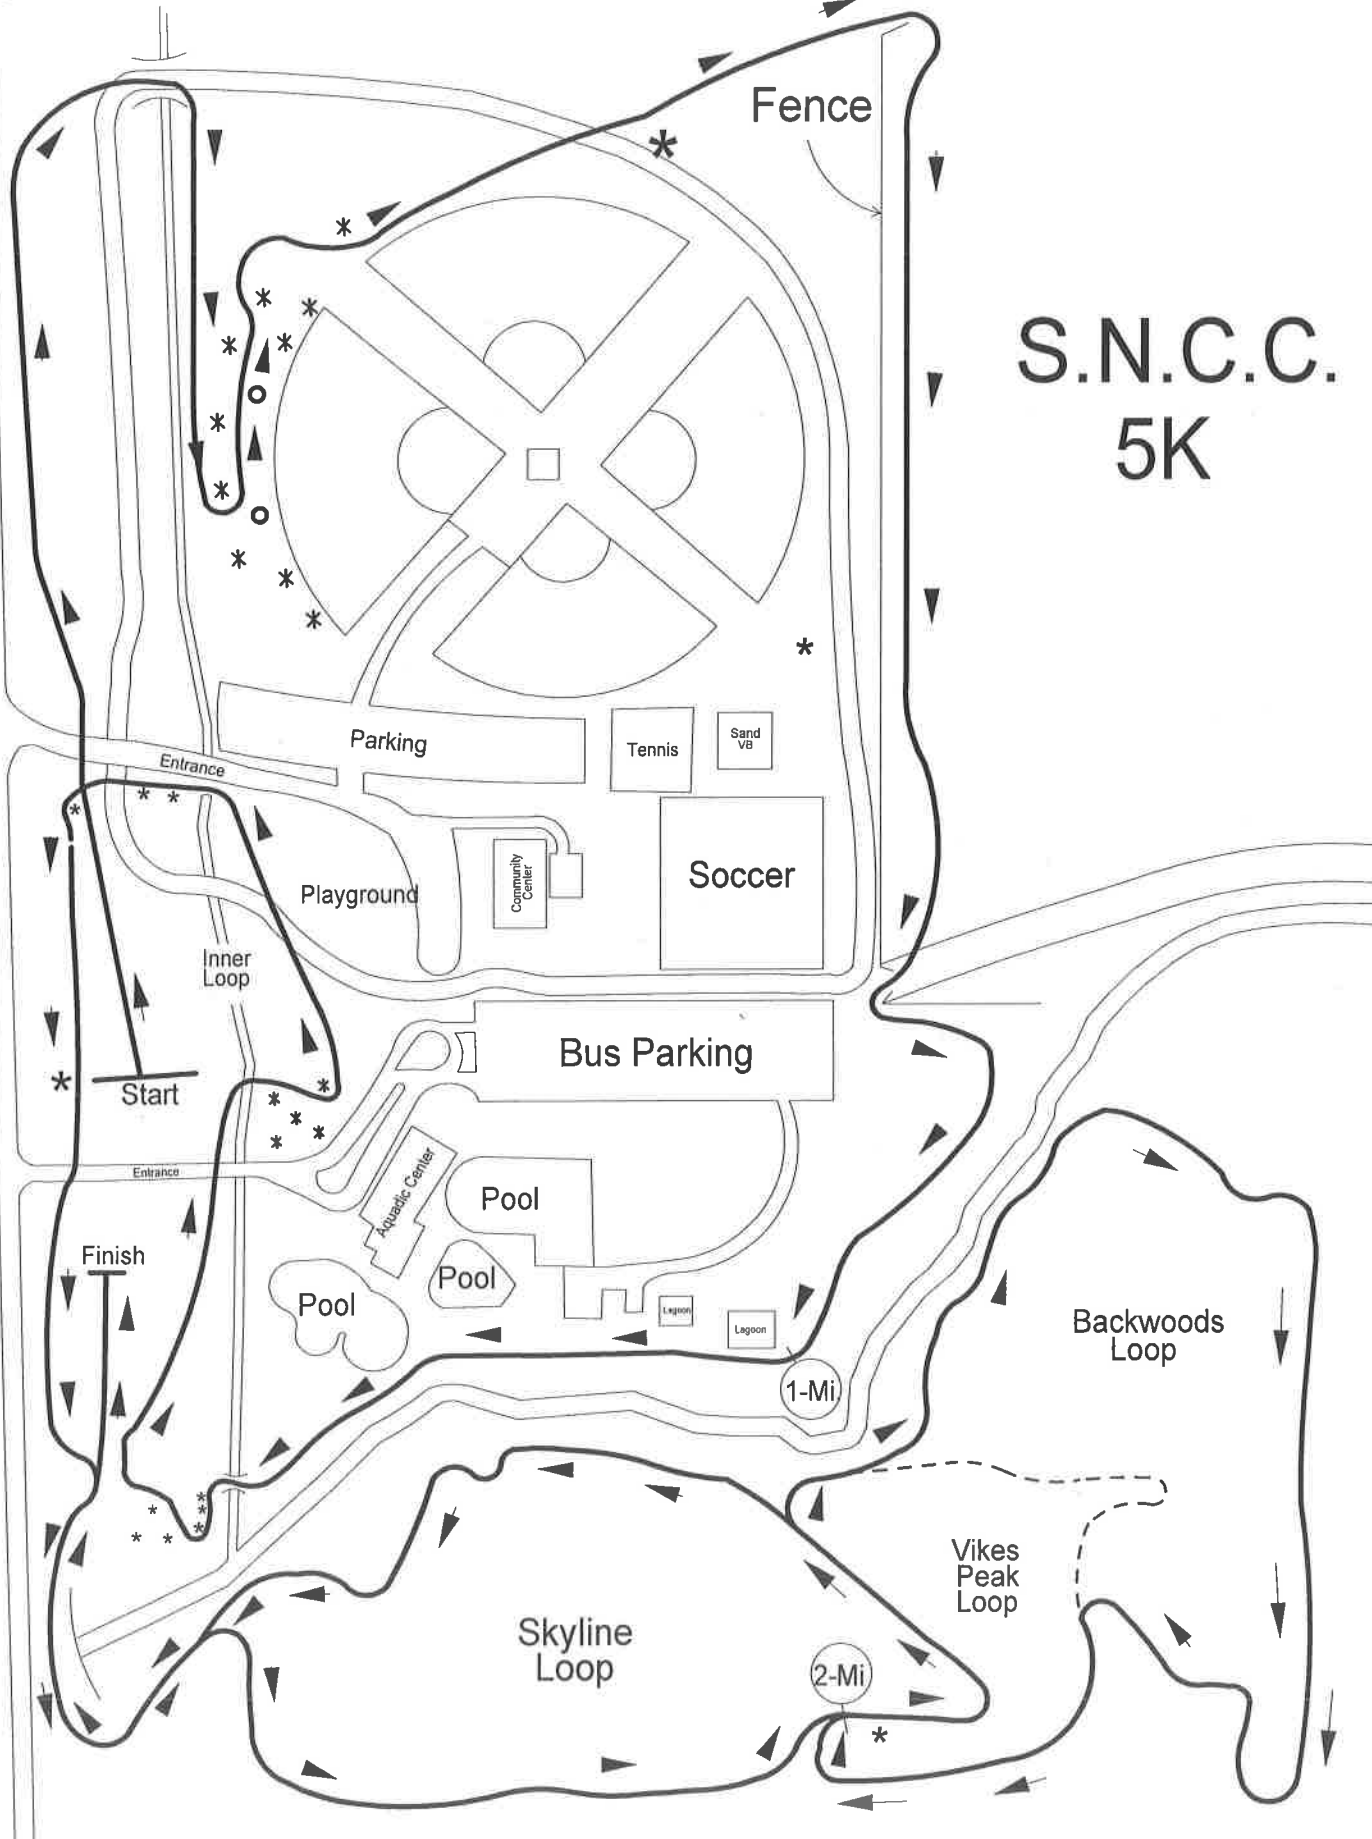 Fence
S.N.C.C.
5K
Parking
Tennis
Sand
VB
Entrance
Community
Center
Soccer
Playground
Inner
Loop
Bus Parking
Start
Entrance
Aquadic Center
Pool
Finish
Pool
Pool
Lagoon
Lagoon
1-Mi
Backwoods
Loop
Vikes
Peak
Loop
Skyline
Loop
2-Mi